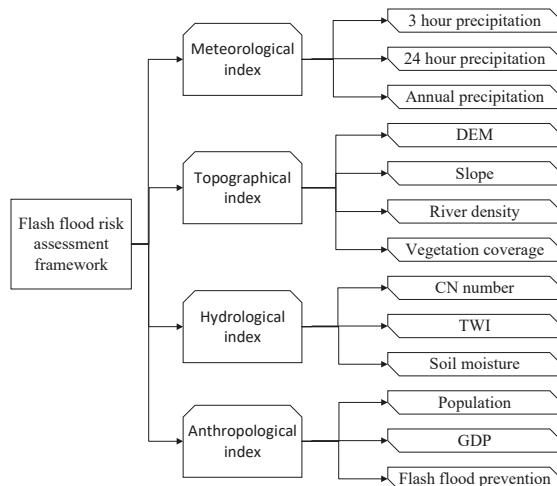 Flash flood risk
assessment
framework
Meteorological
index
3 hour precipitation
24 hour precipitation
Annual precipitation
Topographical
index
DEM
Slope
River density
Vegetation coverage
Hydrological
index
CN number
TWI
Soil moisture
Anthropological
index
Population
GDP
Flash flood prevention